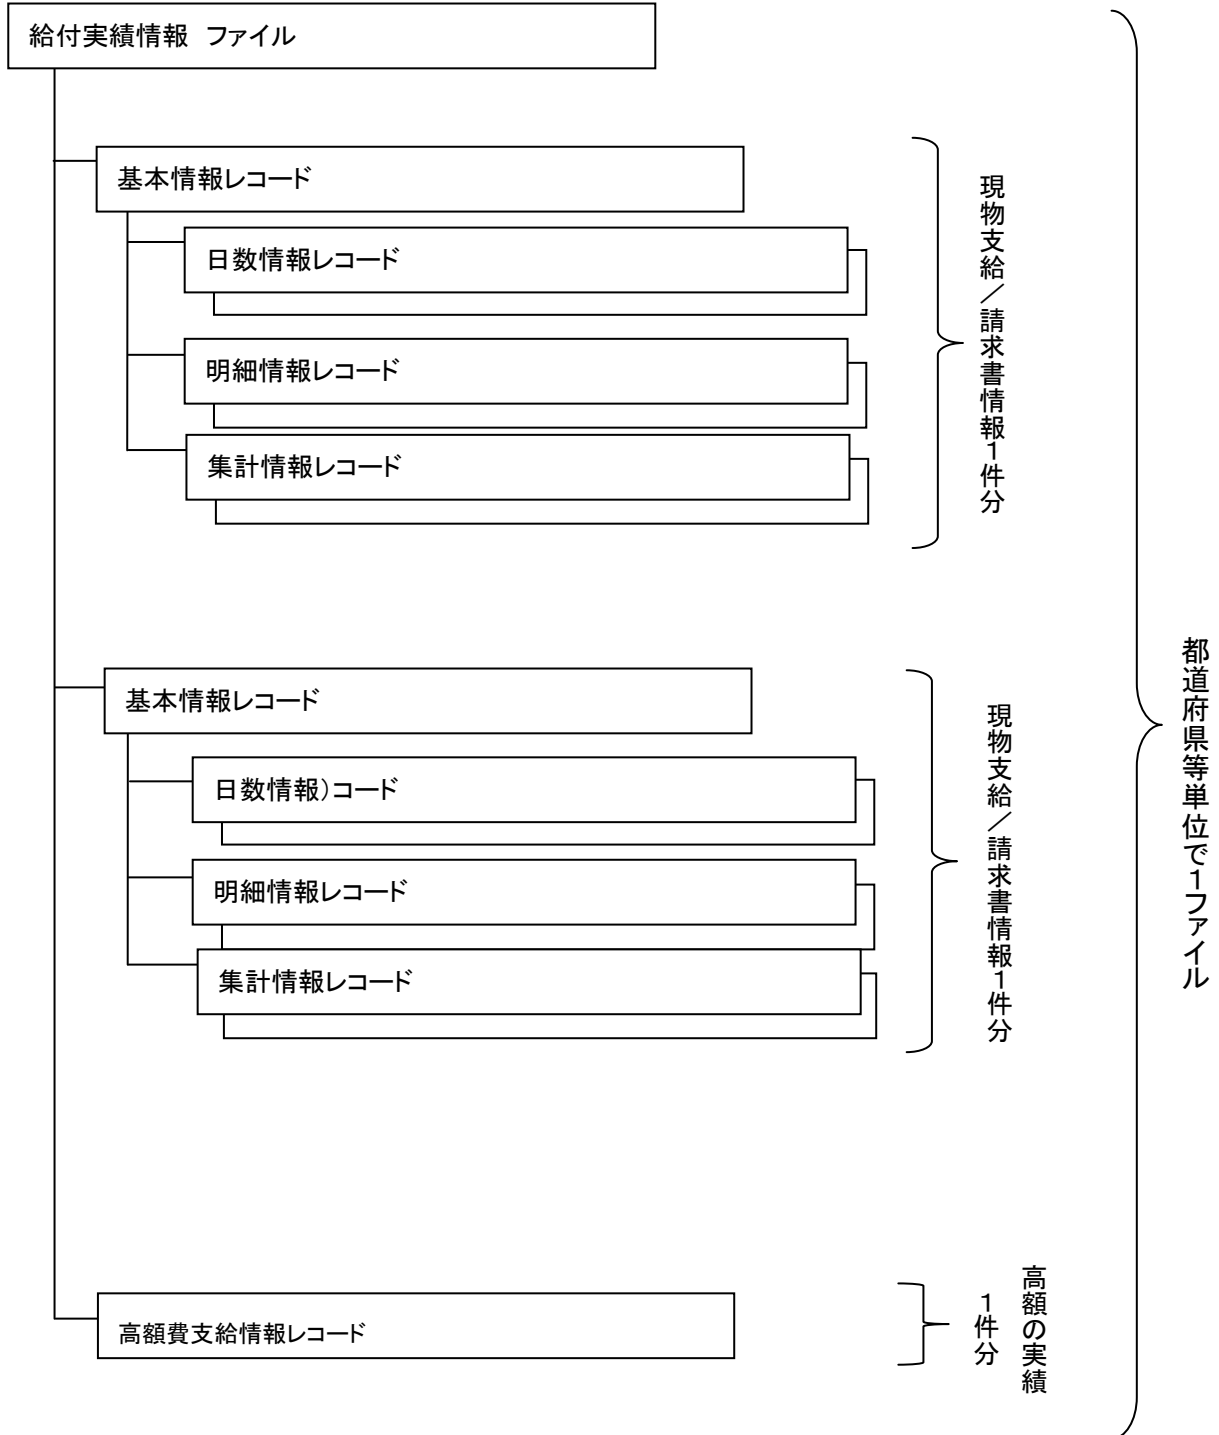 給付実績情報　ファイル
基本情報レコード
日数情報レコード
明細情報レコード
集計情報レコード
現物支給／請求書情報１件分
基本情報レコード
日数情報）コード
明細情報レコード
集計情報レコード
現物支給／請求書情報１件分
高額費支給情報レコード
高額の実績
１件分
都道府県等単位で１ファイル